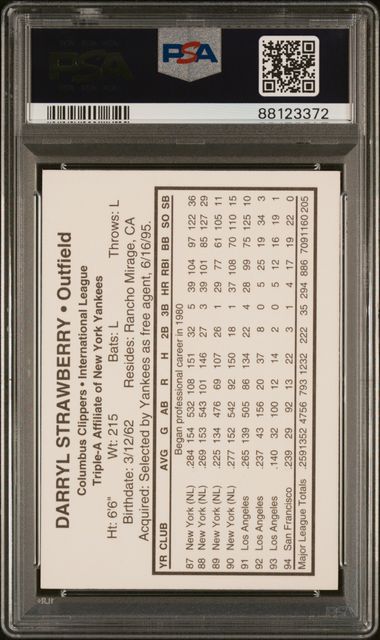 PSA
PSA
PSA
88123372
DARRYL STRAWBERRY • Outfield
Columbus Clippers • International League
Triple-A Affiliate of New York Yankees
Ht: 6'6" Wt: 215 Bats: L Throws: L
Birthdate: 3/12/62 Resides: Rancho Mirage, CA
Acquired: Selected by Yankees as free agent, 6/16/95.
YR CLUB AVG G AB R H 2B 3B HR RBI BB SO SB
Began professional career in 1980
87 New York (NL) .284 154 532 108 151 32 5 39 104 97 122 36
88 New York (NL) .269 153 543 101 146 27 3 39 101 85 127 29
89 New York (NL) .225 134 476 69 107 26 1 29 77 61 105 11
90 New York (NL) .277 152 542 92 150 18 1 37 108 70 110 15
91 Los Angeles .265 139 505 86 134 22 4 28 99 75 125 10
92 Los Angeles .237 43 156 20 37 8 0 5 25 19 34 3
93 Los Angeles .140 32 100 12 14 2 0 5 12 16 19 1
94 San Francisco .239 29 92 13 22 3 1 4 17 19 22 0
Major League Totals .259 1352 4756 793 1232 222 35 294 886 709 1160 205
PSA